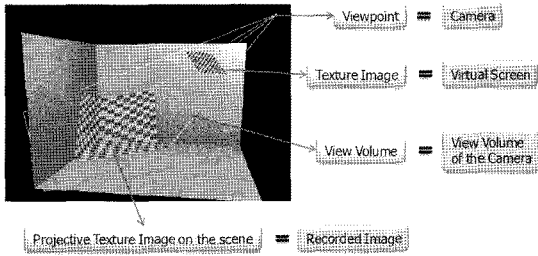 Viewpoint = Camera
Texture Image = Virtual Screen
View Volume = View Volume
of the Camera
Projective Texture Image on the scene = Recorded Image